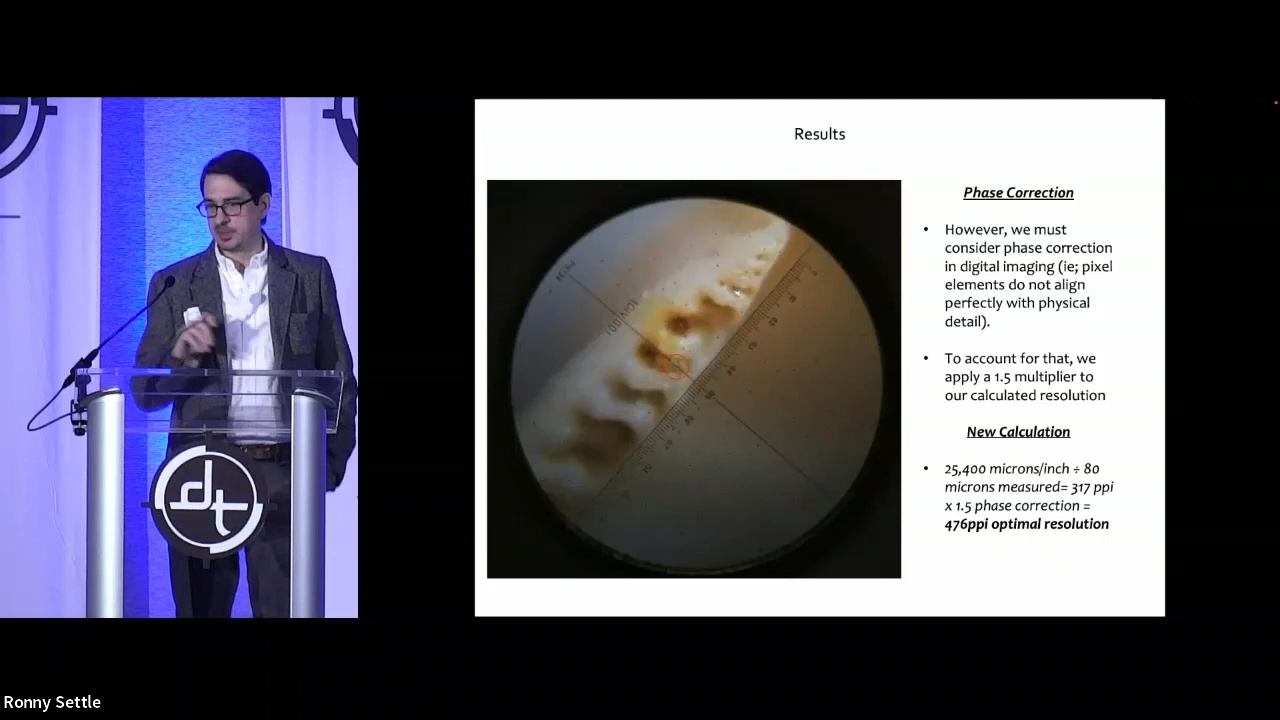 Results
Phase Correction
• However, we must
consider phase correction
in digital imaging (ie; pixel
elements do not align
perfectly with physical
detail).
• To account for that, we
apply a 1.5 multiplier to
our calculated resolution
New Calculation
• 25,400 microns/inch ÷ 80
microns measured= 317 ppi
x 1.5 phase correction =
476ppi optimal resolution
dt
Ronny Settle